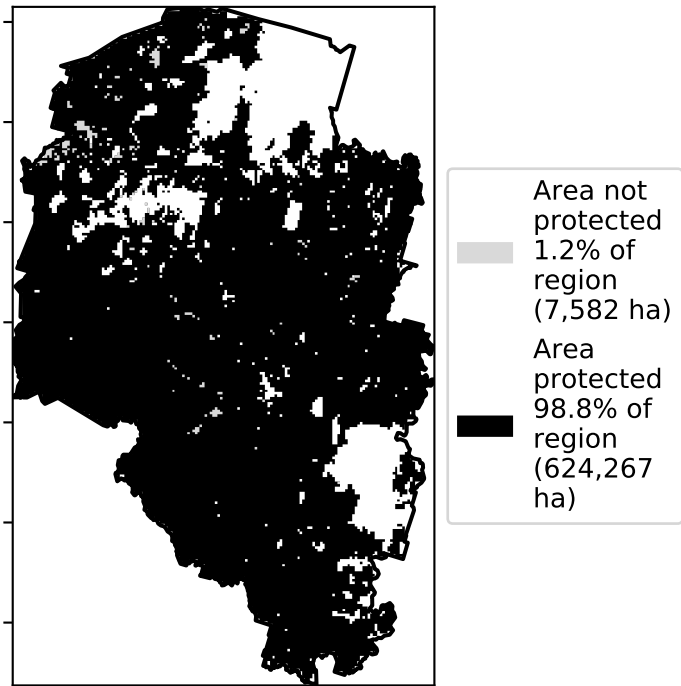 Area not
protected
1.2% of
region
(7,582 ha)
Area
protected
98.8% of
region
(624,267
ha)